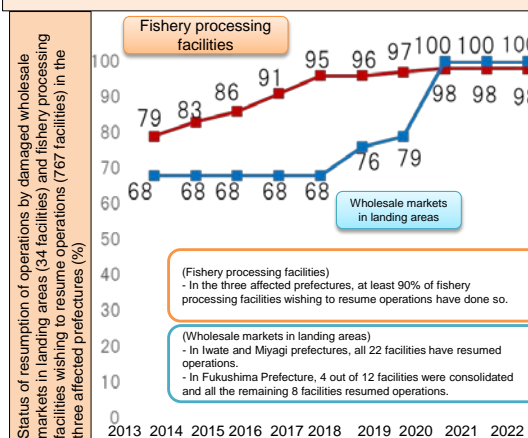 Status of resumption of operations by damaged wholesale
markets in landing areas (34 facilities) and fishery processing
facilities wishing to resume operations (767 facilities) in the
three affected prefectures (%)
Fishery processing
facilities
100
90
80
70
60
50
40
30
20
10
0
79 83 86 91 95 96 97 100 100 100
98 98 98
68 68 68 68 68 76 79
Wholesale markets
in landing areas
(Fishery processing facilities)
- In the three affected prefectures, at least 90% of fishery
processing facilities wishing to resume operations have done so.
(Wholesale markets in landing areas)
- In Iwate and Miyagi prefectures, all 22 facilities have resumed
operations.
- In Fukushima Prefecture, 4 out of 12 facilities were consolidated
and all the remaining 8 facilities resumed operations.
2013 2014 2015 2016 2017 2018 2019 2020 2021 2022